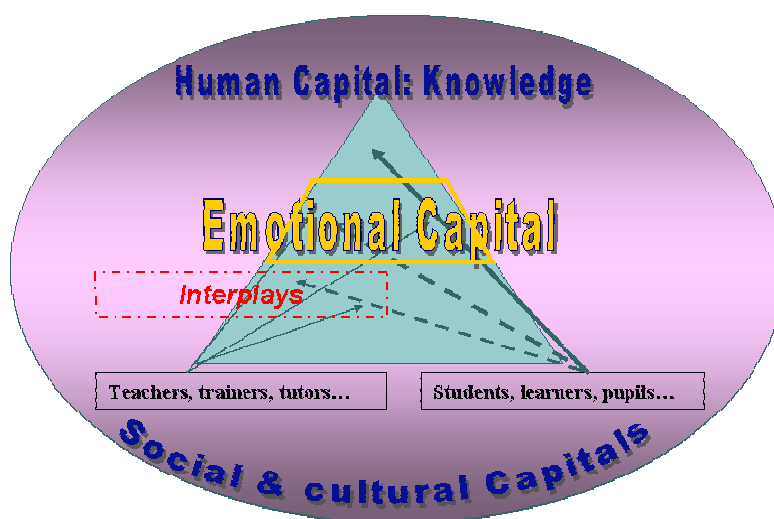 Human Capital: Knowledge
Emotional Capital
Interplays
Teachers, trainers, tutors…
Students, learners, pupils…
Social & cultural Capitals